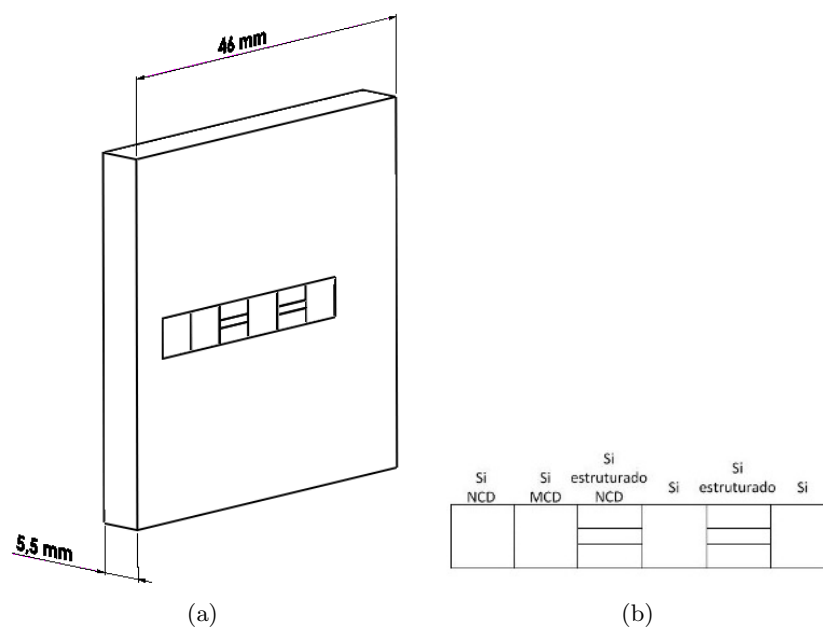 46 mm
5,5 mm
(a)
Si
NCD
Si
MCD
Si
estruturado
NCD
Si
Si
estruturado
Si
(b)